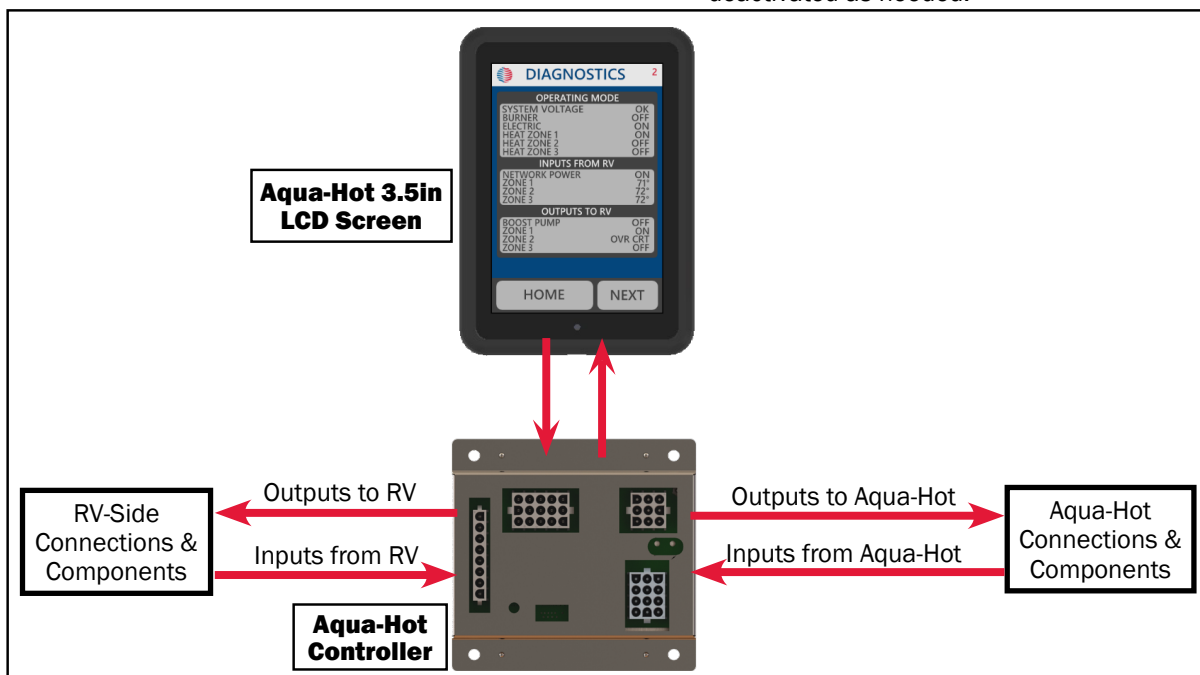 deactivated as needed.
DIAGNOSTICS 2
OPERATING MODE
SYSTEM VOLTAGE OK
BURNER OFF
ELECTRIC ON
HEAT ZONE 1 ON
HEAT ZONE 2 OFF
HEAT ZONE 3 OFF
INPUTS FROM RV
NETWORK POWER ON
ZONE 1 71°
ZONE 2 72°
ZONE 3 72°
OUTPUTS TO RV
BOOST PUMP OFF
ZONE 1 ON
ZONE 2 OVR CRT
ZONE 3 OFF
HOME NEXT
Aqua-Hot 3.5in
LCD Screen
RV-Side
Connections &
Components
Outputs to RV
Inputs from RV
Outputs to Aqua-Hot
Inputs from Aqua-Hot
Aqua-Hot
Connections &
Components
Aqua-Hot
Controller